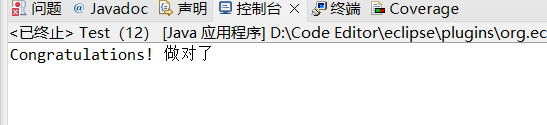 问题 @ Javadoc 声明 控制台 终端 Coverage
<已终止> Test (12) [Java 应用程序] D:\Code Editor\eclipse\plugins\org.ec
Congratulations! 做对了